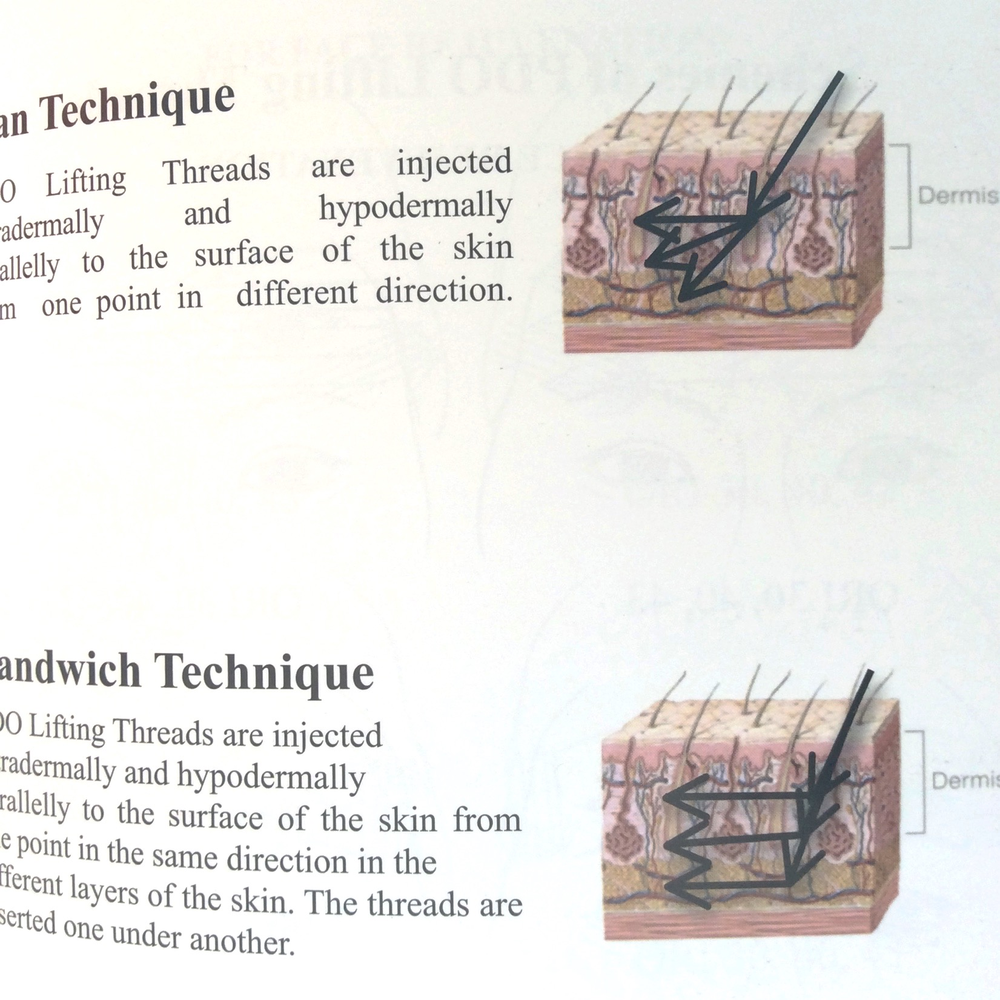 an Technique
O Lifting Threads are injected
radermally and hypodermally
allelly to the surface of the skin
m one point in different direction.
Dermis
andwich Technique
OO Lifting Threads are injected
radermally and hypodermally
rallelly to the surface of the skin from
e point in the same direction in the
fferent layers of the skin. The threads are
serted one under another.
Dermis